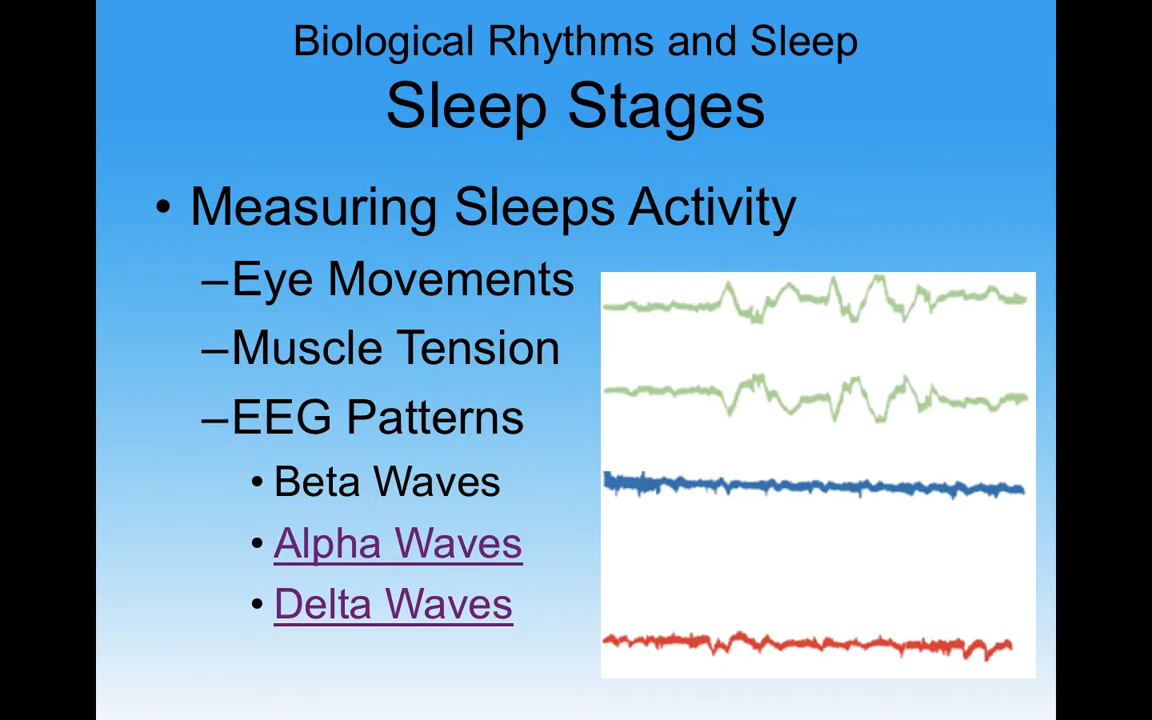 Biological Rhythms and Sleep
Sleep Stages
• Measuring Sleeps Activity
–Eye Movements
–Muscle Tension
–EEG Patterns
• Beta Waves
• Alpha Waves
• Delta Waves